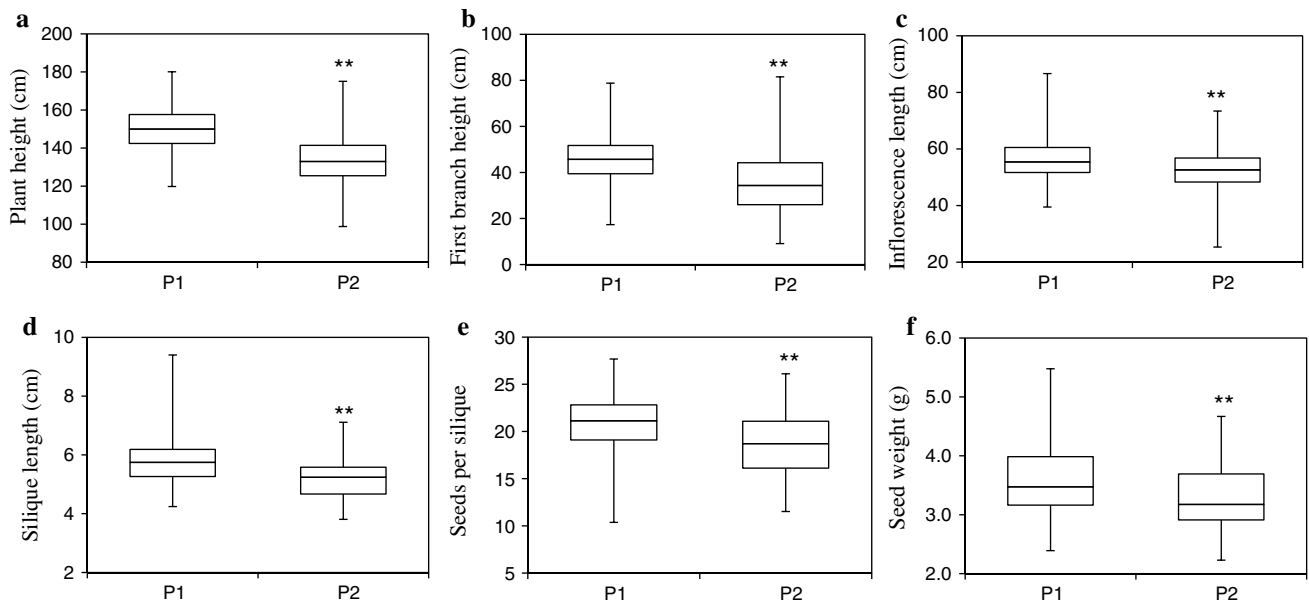 a
Plant height (cm)
200
180
160
140
120
100
80
**
P1 P2
b
First branch height (cm)
100
80
60
40
20
0
**
P1 P2
c
Inflorescence length (cm)
100
80
60
40
20
**
P1 P2
d
Silique length (cm)
10
8
6
4
2
**
P1 P2
e
Seeds per silique
30
25
20
15
10
5
**
P1 P2
f
Seed weight (g)
6.0
5.0
4.0
3.0
2.0
**
P1 P2